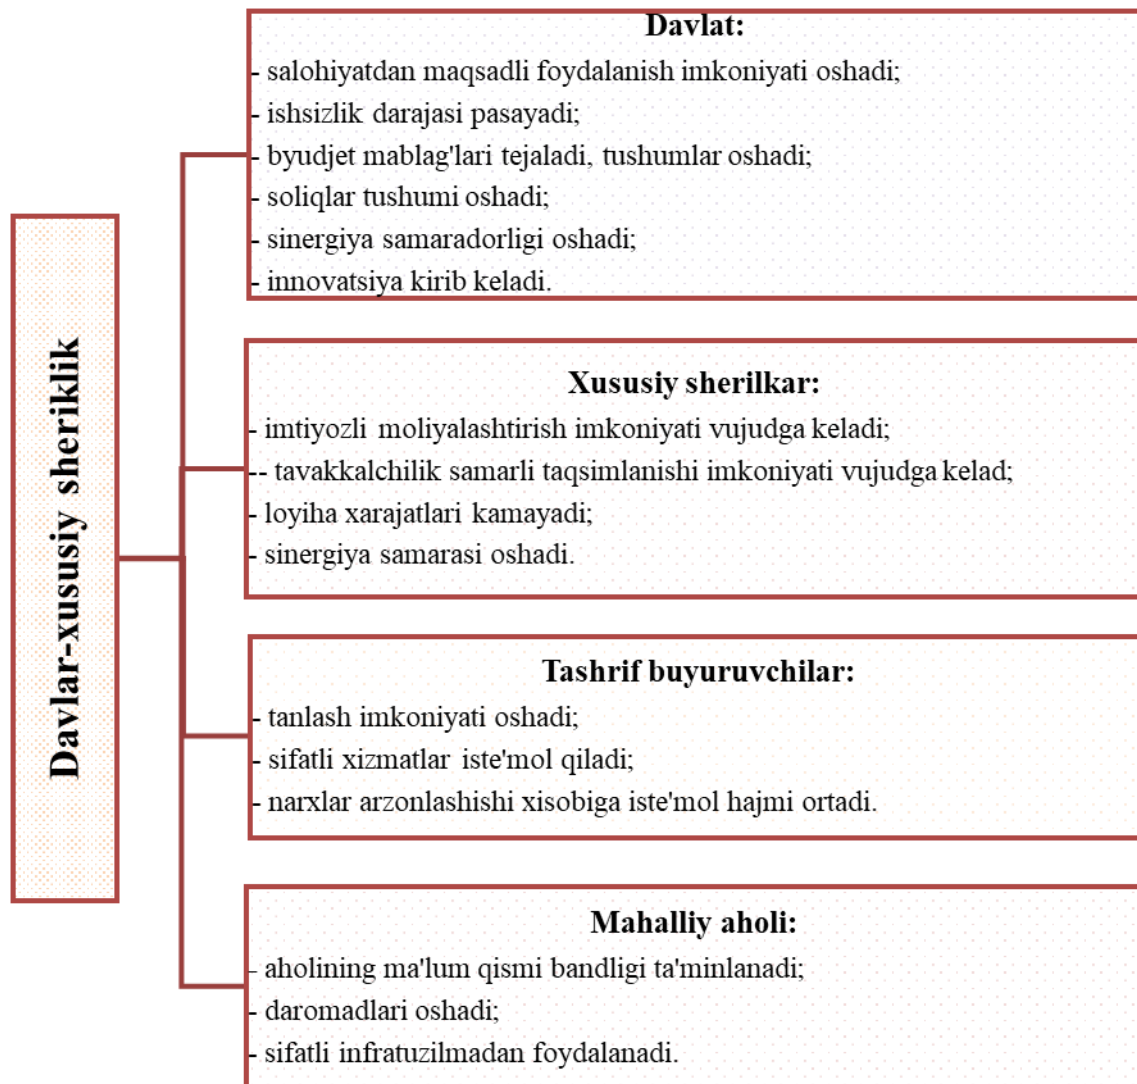 Davlar-xususiy sheriklik
Davlat:
- salohiyatdan maqsadli foydalanish imkoniyati oshadi;
- ishsizlik darajasi pasayadi;
- byudjet mablag'lari tejaladi, tushumlar oshadi;
- soliqlar tushumi oshadi;
- sinergiya samaradorligi oshadi;
- innovatsiya kirib keladi.
Xususiy sherilkar:
- imtiyozli moliyalashtirish imkoniyati vujudga keladi;
-- tavakkalchilik samarli taqsimlanishi imkoniyati vujudga kelad;
- loyiha xarajatlari kamayadi;
- sinergiya samarasi oshadi.
Tashrif buyuruvchilar:
- tanlash imkoniyati oshadi;
- sifatli xizmatlar iste'mol qiladi;
- narxlar arzonlashishi xisobiga iste'mol hajmi ortadi.
Mahalliy aholi:
- aholining ma'lum qismi bandligi ta'minlanadi;
- daromadlari oshadi;
- sifatli infratuzilmadan foydalanadi.